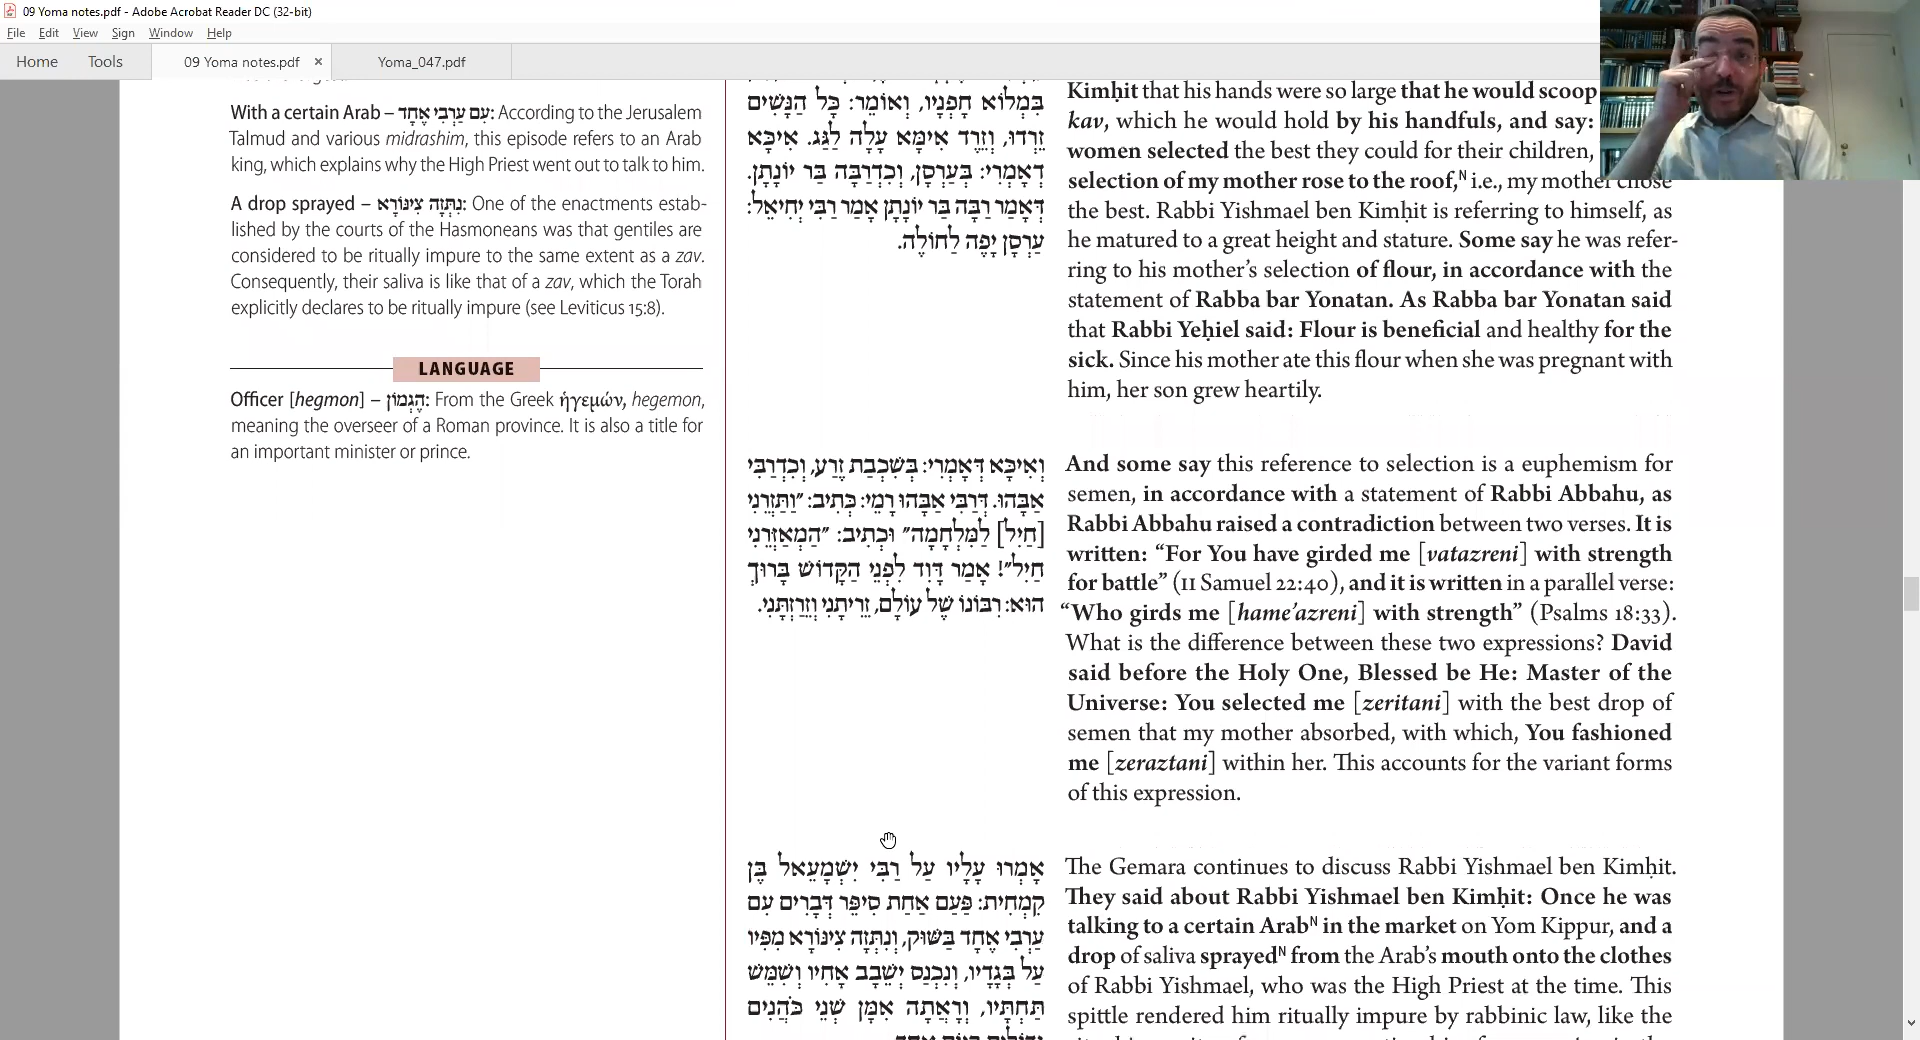 09 Yoma notes.pdf - Adobe Acrobat Reader DC (32-bit)
File Edit View Sign Window Help
Home Tools 09 Yoma notes.pdf × Yoma_047.pdf
With a certain Arab – עִם עַרְבִי אֶחָד: According to the Jerusalem
Talmud and various midrashim, this episode refers to an Arab
king, which explains why the High Priest went out to talk to him.
A drop sprayed – נִתְּזָה צִינּוֹרָא: One of the enactments estab-
lished by the courts of the Hasmoneans was that gentiles are
considered to be ritually impure to the same extent as a zav.
Consequently, their saliva is like that of a zav, which the Torah
explicitly declares to be ritually impure (see Leviticus 15:8).
LANGUAGE
Officer [hegmon] – הֶגְמוֹן: From the Greek ἡγεμών, hegemon,
meaning the overseer of a Roman province. It is also a title for
an important minister or prince.
בִּמְלוֹא חׇפְנָיו, וְאוֹמֵר: כׇּל הַנָּשִׁים
זֵרְדוּ, וְזֶרֶד אִימָּא עָלָה לַגָּג. אִיכָּא
דְּאָמְרִי: בְּעַרְסָן, וְכִדְרַבָּה בַּר יוֹנָתָן.
דְּאָמַר רַבָּה בַּר יוֹנָתָן אָמַר רַבִּי יְחִיאֵל:
עַרְסָן יָפֶה לַחוֹלֶה.
וְאִיכָּא דְּאָמְרִי: בְּשִׁכְבַת זֶרַע, וְכִדְרַבִּי
אַבָּהוּ. דְּרַבִּי אַבָּהוּ רָמֵי: כְּתִיב: "וַתַּזְרֵנִי
[חַיִל] לַמִּלְחָמָה" וּכְתִיב: "הַמְאַזְּרֵנִי
חָיִל"! אָמַר דָּוִד לִפְנֵי הַקָּדוֹשׁ בָּרוּךְ
הוּא: רִבּוֹנוֹ שֶׁל עוֹלָם, זֵרִיתַנִי וְזֵרַזְתַּנִי.
אָמְרוּ עָלָיו עַל רַבִּי יִשְׁמָעֵאל בֶּן
קִמְחִית: פַּעַם אַחַת סִיפֵּר דְּבָרִים עִם
עַרְבִי אֶחָד בַּשּׁוּק, וְנִתְּזָה צִינּוֹרָא מִפִּיו
עַל בְּגָדָיו, וְנִכְנַס יְשֵׁבָב אָחִיו וְשִׁמֵּשׁ
תַּחְתָּיו, וְרָאֲתָה אִמָּן שְׁנֵי כֹּהֲנִים
Kimḥit that his hands were so large that he would scoop
kav, which he would hold by his handfuls, and say:
women selected the best they could for their children,
selection of my mother rose to the roof,N i.e., my mother chose
the best. Rabbi Yishmael ben Kimḥit is referring to himself, as
he matured to a great height and stature. Some say he was refer-
ring to his mother's selection of flour, in accordance with the
statement of Rabba bar Yonatan. As Rabba bar Yonatan said
that Rabbi Yeḥiel said: Flour is beneficial and healthy for the
sick. Since his mother ate this flour when she was pregnant with
him, her son grew heartily.
And some say this reference to selection is a euphemism for
semen, in accordance with a statement of Rabbi Abbahu, as
Rabbi Abbahu raised a contradiction between two verses. It is
written: "For You have girded me [vatazreni] with strength
for battle" (II Samuel 22:40), and it is written in a parallel verse:
"Who girds me [hame'azreni] with strength" (Psalms 18:33).
What is the difference between these two expressions? David
said before the Holy One, Blessed be He: Master of the
Universe: You selected me [zeritani] with the best drop of
semen that my mother absorbed, with which, You fashioned
me [zeraztani] within her. This accounts for the variant forms
of this expression.
The Gemara continues to discuss Rabbi Yishmael ben Kimḥit.
They said about Rabbi Yishmael ben Kimḥit: Once he was
talking to a certain ArabN in the market on Yom Kippur, and a
drop of saliva sprayedN from the Arab's mouth onto the clothes
of Rabbi Yishmael, who was the High Priest at the time. This
spittle rendered him ritually impure by rabbinic law, like the